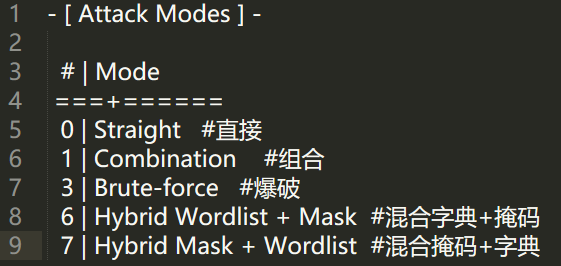 1 - [ Attack Modes ] -
2
3 # | Mode
4 ===+======
5 0 | Straight #直接
6 1 | Combination #组合
7 3 | Brute-force #爆破
8 6 | Hybrid Wordlist + Mask #混合字典+掩码
9 7 | Hybrid Mask + Wordlist #混合掩码+字典